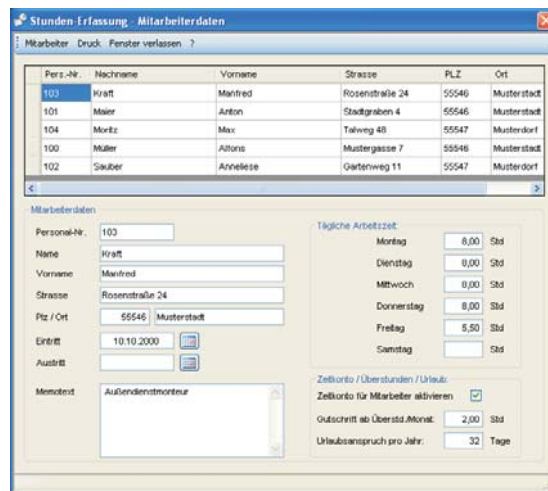 Stunden-Erfassung - Mitarbeiterdaten
Mitarbeiter Druck Fenster verlassen ?
Pers.-Nr. Nachname Vorname Strasse PLZ Ort
103 Kraft Manfred Rosenstraße 24 55546 Musterstadt
101 Maier Anton Stadtgraben 4 55546 Musterstadt
104 Moritz Max Talweg 48 55547 Musterdorf
100 Müller Alfons Mustergasse 7 55546 Musterstadt
102 Sauber Anneliese Gartenweg 11 55547 Musterdorf
Mitarbeiterdaten
Personal-Nr. 103
Name Kraft
Vorname Manfred
Strasse Rosenstraße 24
Plz / Ort 55546 Musterstadt
Eintritt 10.10.2000
Austritt
Memotext Außendienstmonteur
Tägliche Arbeitszeit:
Montag 8,00 Std
Dienstag 8,00 Std
Mittwoch 8,00 Std
Donnerstag 8,00 Std
Freitag 5,50 Std
Samstag Std
Zeitkonto / Überstunden / Urlaub:
Zeitkonto für Mitarbeiter aktivieren
Gutschrift ab Überstd./Monat: 2,00 Std
Urlaubsanspruch pro Jahr: 32 Tage